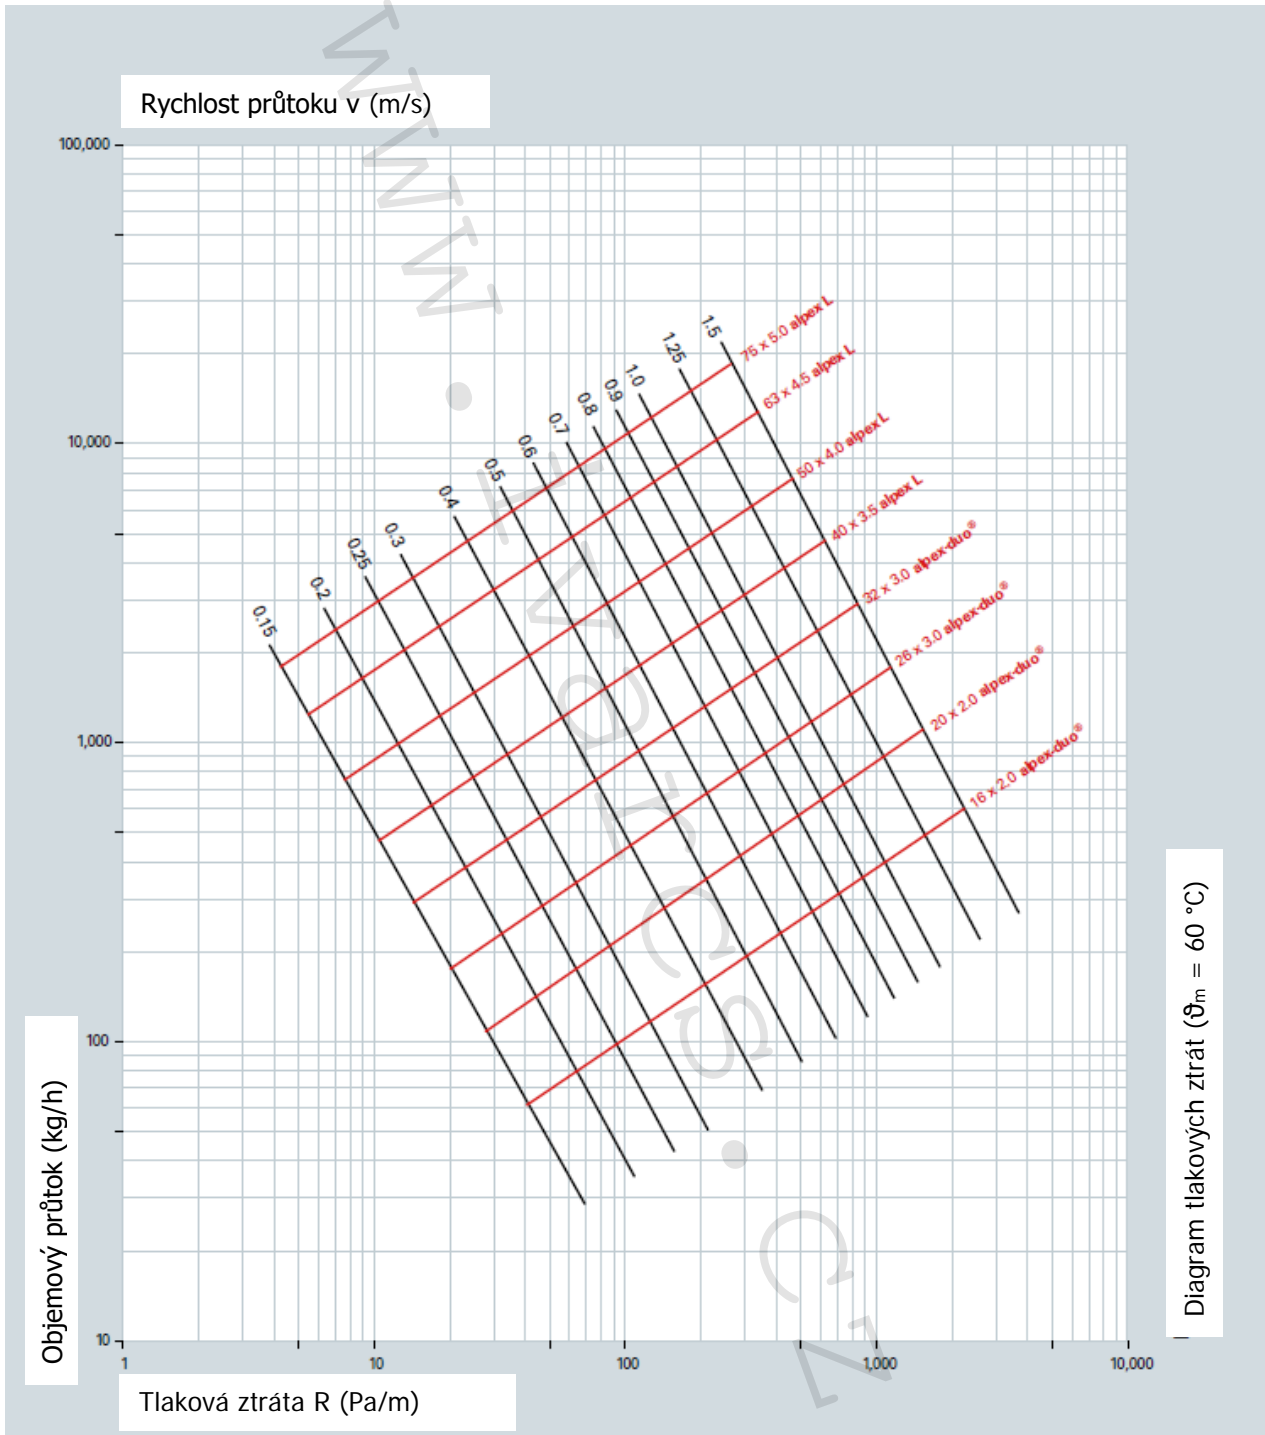 Rychlost průtoku v (m/s)
100,000
10,000
1,000
100
10
1
10
100
1,000
10,000
0.15
0.2
0.25
0.3
0.4
0.5
0.6
0.7
0.8
0.9
1.0
1.25
1.5
75 x 5.0 alpex L
63 x 4.5 alpex L
50 x 4.0 alpex L
40 x 3.5 alpex L
32 x 3.0 alpex-duo®
26 x 3.0 alpex-duo®
20 x 2.0 alpex-duo®
16 x 2.0 alpex-duo®
Objemový průtok (kg/h)
Tlaková ztráta R (Pa/m)
Diagram tlakových ztrát (ϑm = 60 °C)
www.IvarCS.cz